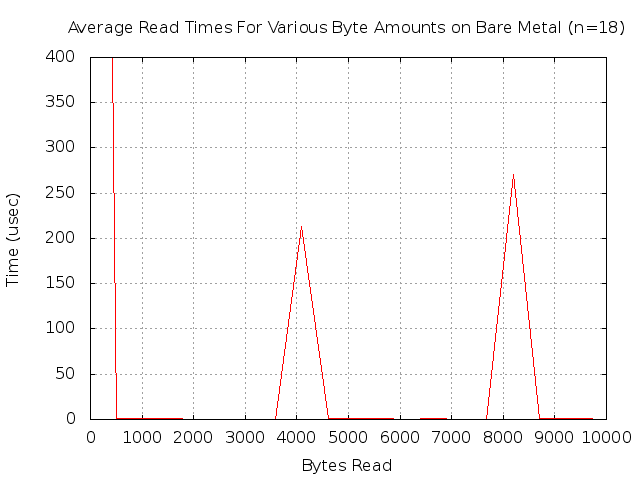 Average Read Times For Various Byte Amounts on Bare Metal (n=18)
400
350
300
250
200
150
100
50
0
Time (usec)
0 1000 2000 3000 4000 5000 6000 7000 8000 9000 10000
Bytes Read